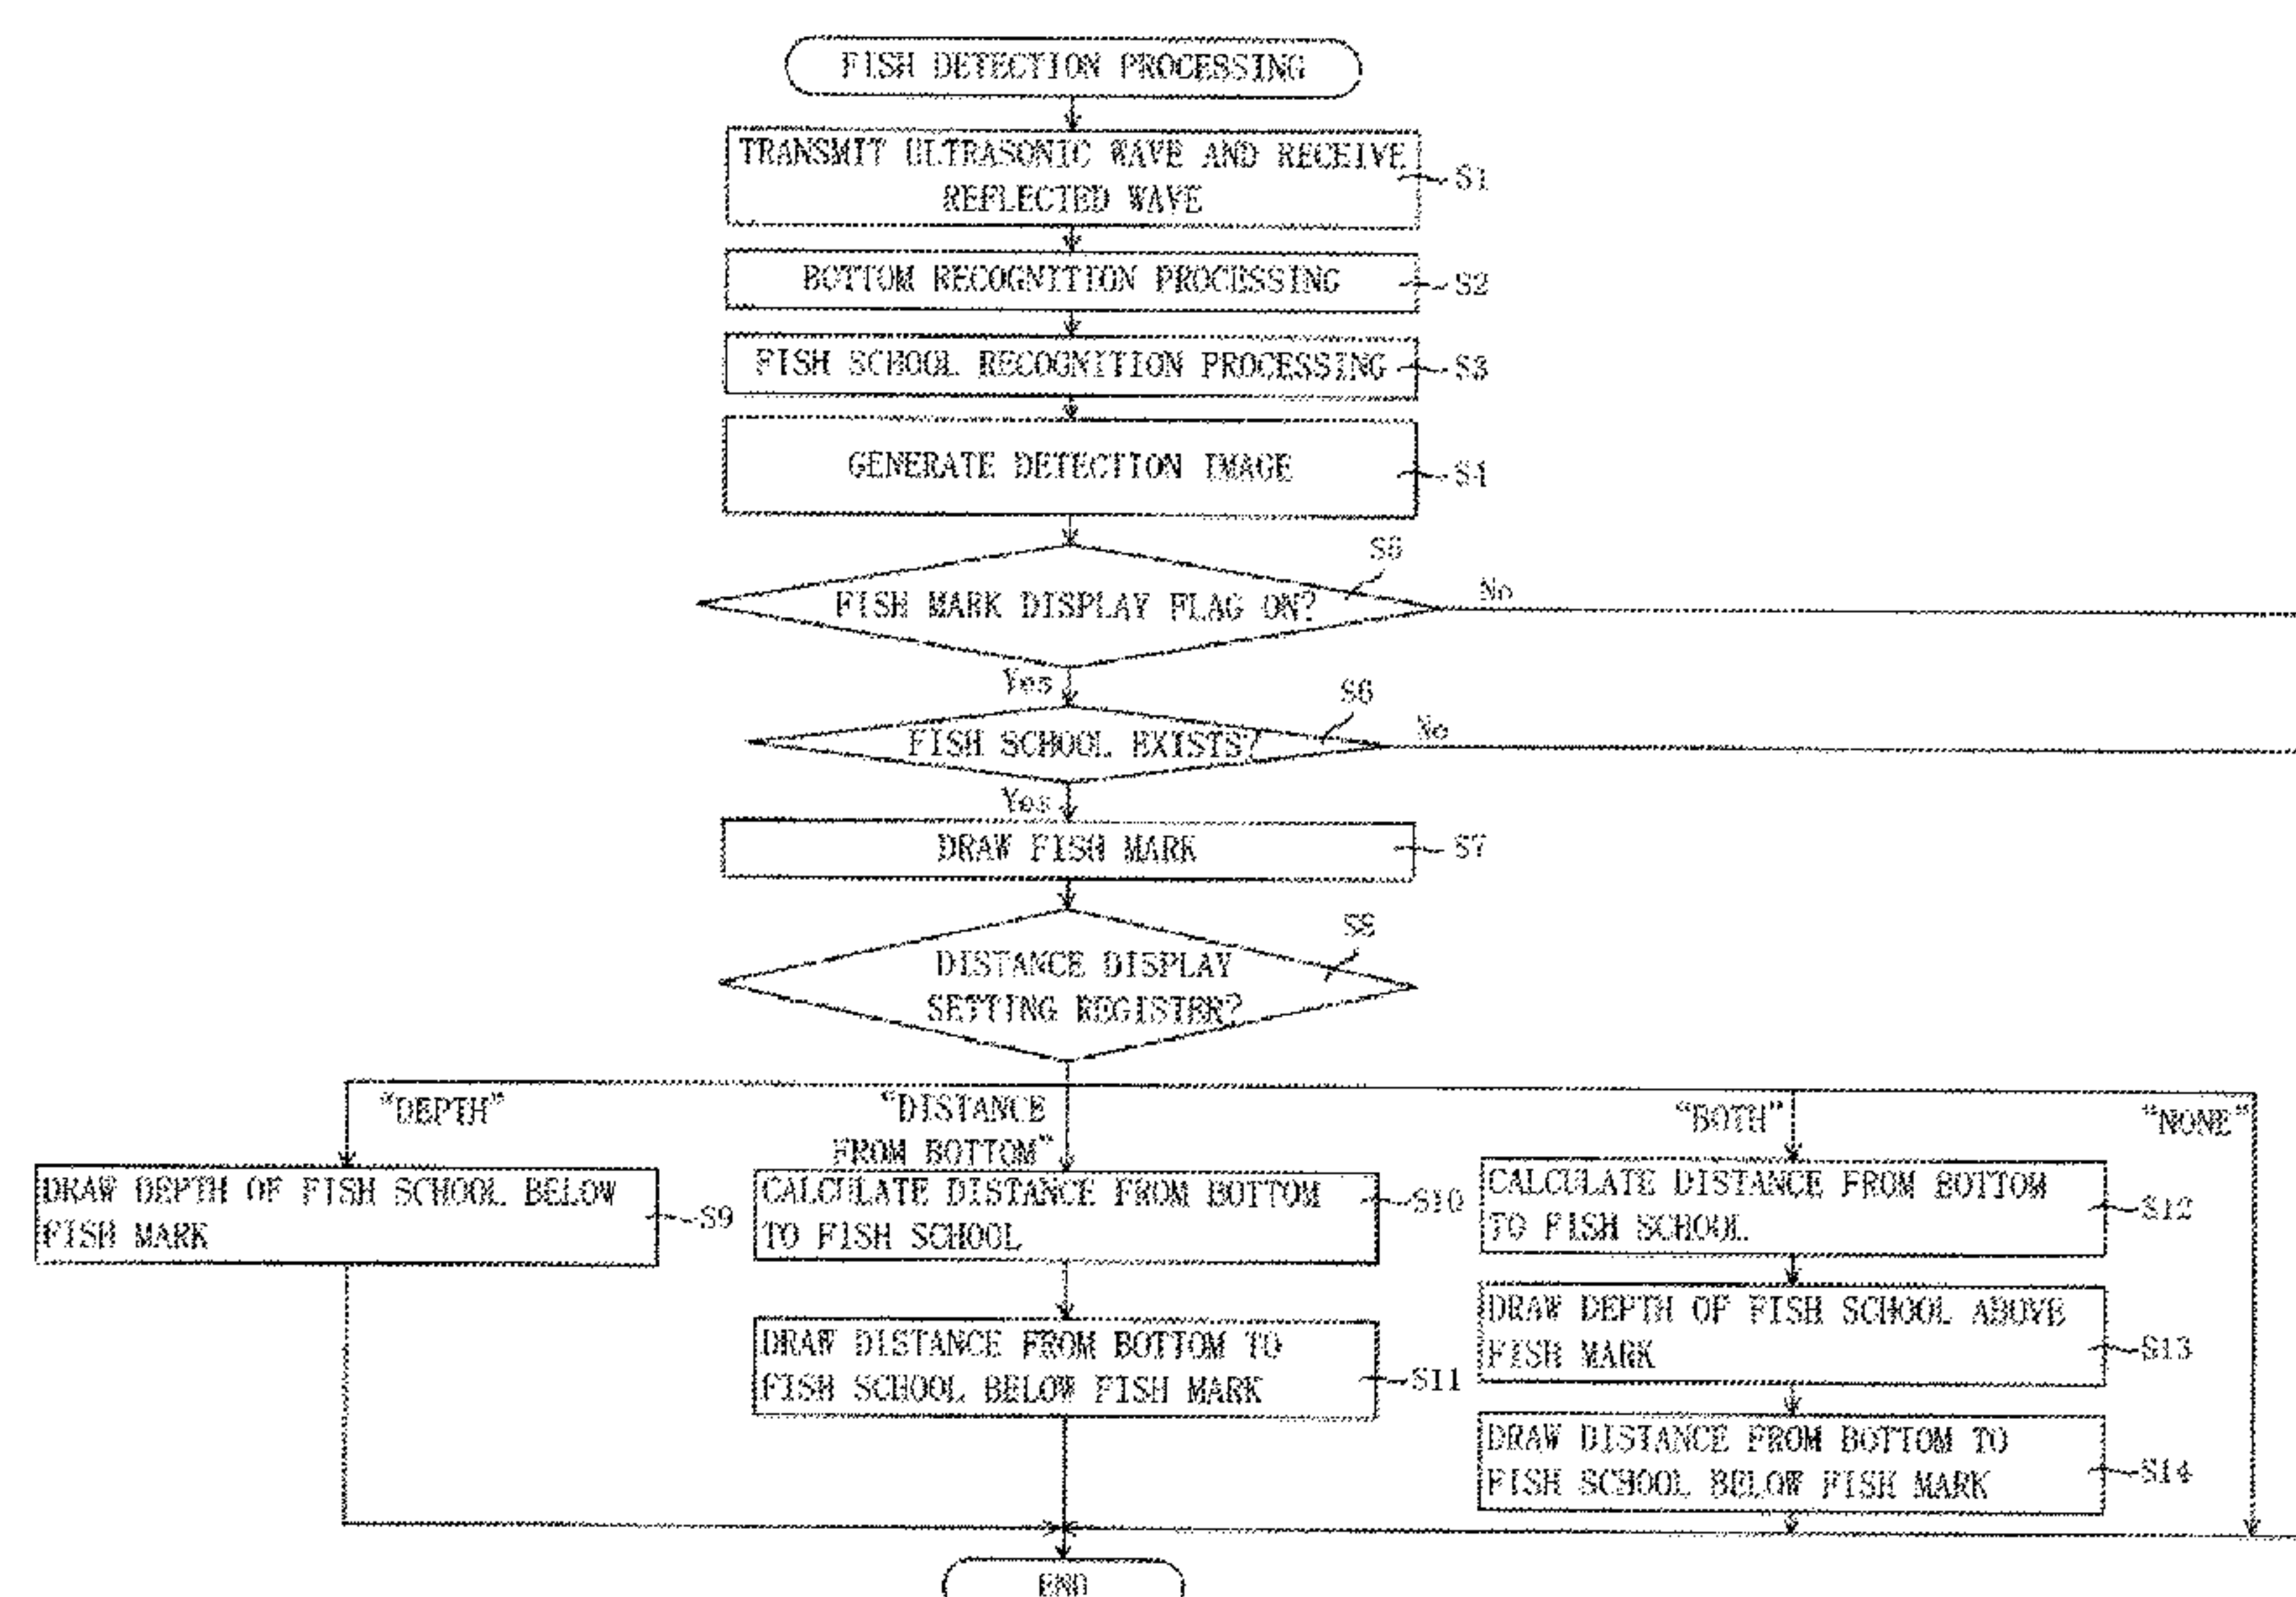 FISH DETECTION PROCESSING
TRANSMIT ULTRASONIC WAVE AND RECEIVE
REFLECTED WAVE
S1
BOTTOM RECOGNITION PROCESSING
S2
FISH SCHOOL RECOGNITION PROCESSING
S3
GENERATE DETECTION IMAGE
S4
S5
FISH MARK DISPLAY FLAG ON?
No
Yes
S6
FISH SCHOOL EXISTS?
No
Yes
DRAW FISH MARK
S7
S8
DISTANCE DISPLAY
SETTING REGISTER?
“DEPTH”
“DISTANCE
FROM BOTTOM”
“BOTH”
“NONE”
DRAW DEPTH OF FISH SCHOOL BELOW
FISH MARK
S9
CALCULATE DISTANCE FROM BOTTOM
TO FISH SCHOOL
S10
CALCULATE DISTANCE FROM BOTTOM
TO FISH SCHOOL
S12
DRAW DISTANCE FROM BOTTOM TO
FISH SCHOOL BELOW FISH MARK
S11
DRAW DEPTH OF FISH SCHOOL ABOVE
FISH MARK
S13
DRAW DISTANCE FROM BOTTOM TO
FISH SCHOOL BELOW FISH MARK
S14
END